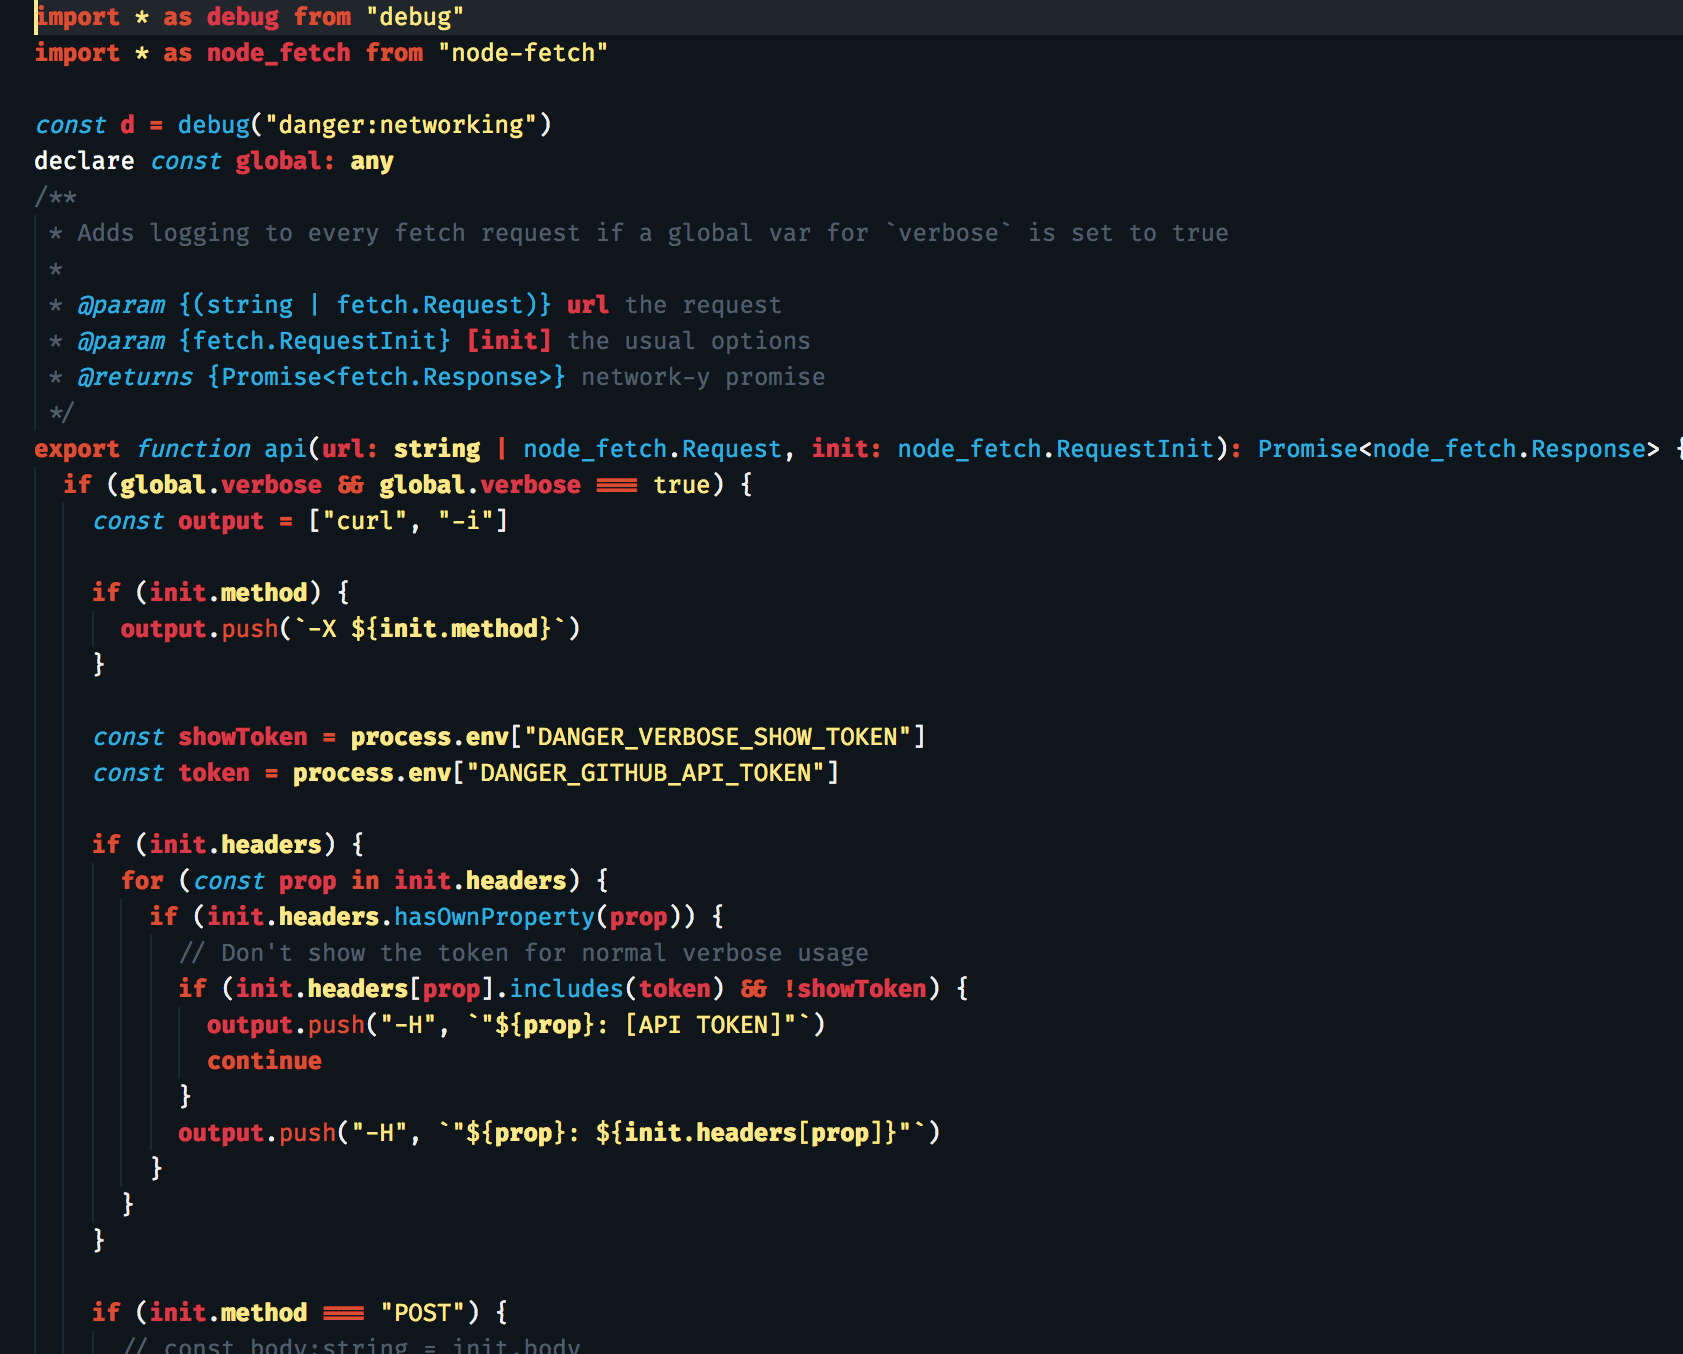 import * as debug from "debug"
import * as node_fetch from "node-fetch"
const d = debug("danger:networking")
declare const global: any
/**
* Adds logging to every fetch request if a global var for `verbose` is set to true
*
* @param {(string | fetch.Request)} url the request
* @param {fetch.RequestInit} [init] the usual options
* @returns {Promise<fetch.Response>} network-y promise
*/
export function api(url: string | node_fetch.Request, init: node_fetch.RequestInit): Promise<node_fetch.Response> {
if (global.verbose && global.verbose === true) {
const output = ["curl", "-i"]
if (init.method) {
output.push(`-X ${init.method}`)
}
const showToken = process.env["DANGER_VERBOSE_SHOW_TOKEN"]
const token = process.env["DANGER_GITHUB_API_TOKEN"]
if (init.headers) {
for (const prop in init.headers) {
if (init.headers.hasOwnProperty(prop)) {
// Don't show the token for normal verbose usage
if (init.headers[prop].includes(token) && !showToken) {
output.push("-H", `"${prop}: [API TOKEN]"`)
continue
}
output.push("-H", `"${prop}: ${init.headers[prop]}"`)
}
}
}
if (init.method === "POST") {
// const body:string = init.body